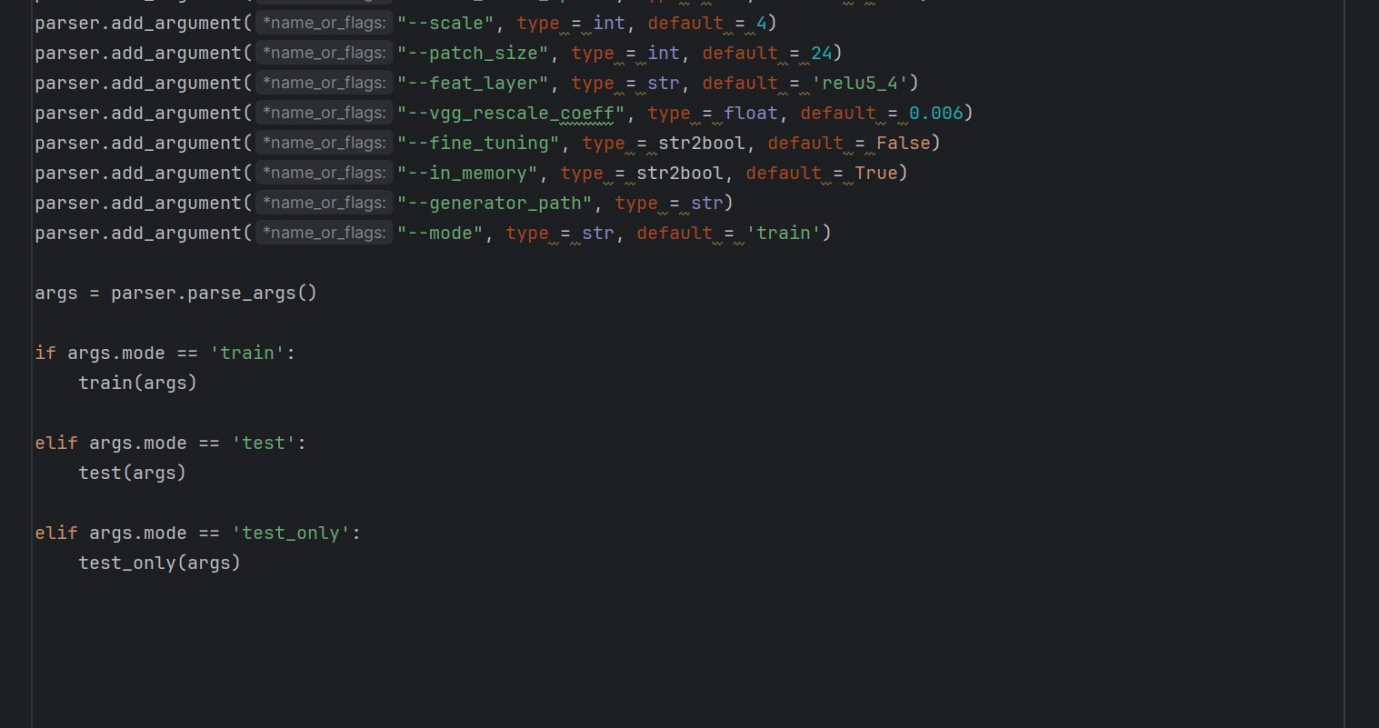 parser.add_argument(*name_or_flags: "--scale", type = int, default = 4)
parser.add_argument(*name_or_flags: "--patch_size", type = int, default = 24)
parser.add_argument(*name_or_flags: "--feat_layer", type = str, default = 'relu5_4')
parser.add_argument(*name_or_flags: "--vgg_rescale_coeff", type = float, default = 0.006)
parser.add_argument(*name_or_flags: "--fine_tuning", type = str2bool, default = False)
parser.add_argument(*name_or_flags: "--in_memory", type = str2bool, default = True)
parser.add_argument(*name_or_flags: "--generator_path", type = str)
parser.add_argument(*name_or_flags: "--mode", type = str, default = 'train')
args = parser.parse_args()
if args.mode == 'train':
train(args)
elif args.mode == 'test':
test(args)
elif args.mode == 'test_only':
test_only(args)